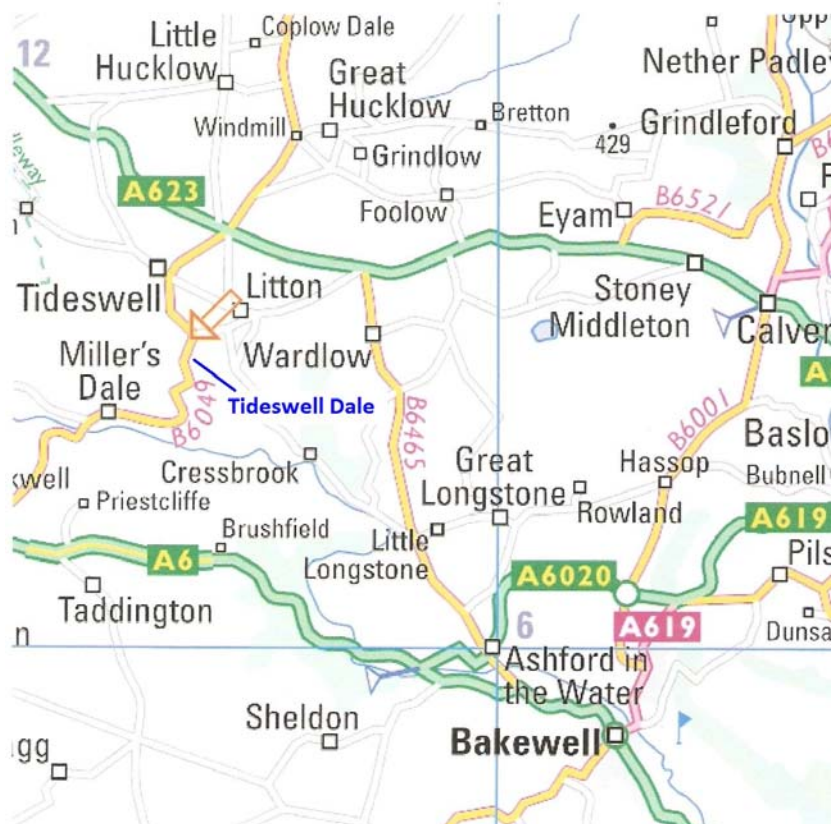 12
Little
Hucklow
Coplow Dale
Great
Hucklow
Windmill
Grindlow
Bretton
429
Nether Padley
Grindleford
A623
Foolow
Eyam
B6521
Tideswell
Litton
Stoney
Middleton
Calver
Miller's
Dale
Wardlow
Tideswell Dale
B6049
B6465
B6001
Cressbrook
Great
Longstone
Hassop
Bubnell
Priestcliffe
Rowland
Brushfield
Little
Longstone
A619
A6
A6020
Taddington
A619
6
Ashford in
the Water
Sheldon
Bakewell